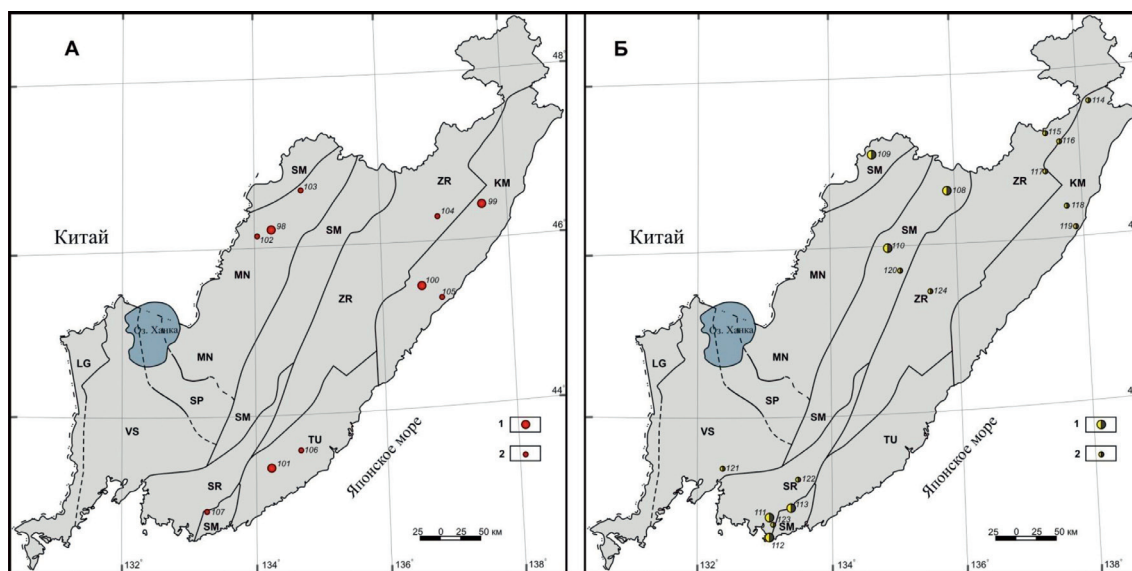 А
48°
SM
103
ZR
KM
104
99
98
102
SM
46°
Китай
MN
100
105
ZR
Оз. Ханка
LG
MN
SP
44°
SM
VS
TU
1
106
2
101
SR
Японское море
107
SM
25 0 25 50 км
132°
134°
136°
138°
Б
114
115
116
109
SM
ZR
117
KM
108
118
119
SM
Китай
110
MN
120
124
ZR
Оз. Ханка
LG
MN
SP
SM
VS
TU
1
121
2
122
SR
Японское море
113
111
123
SM
112
25 0 25 50 км
132°
134°
136°
138°